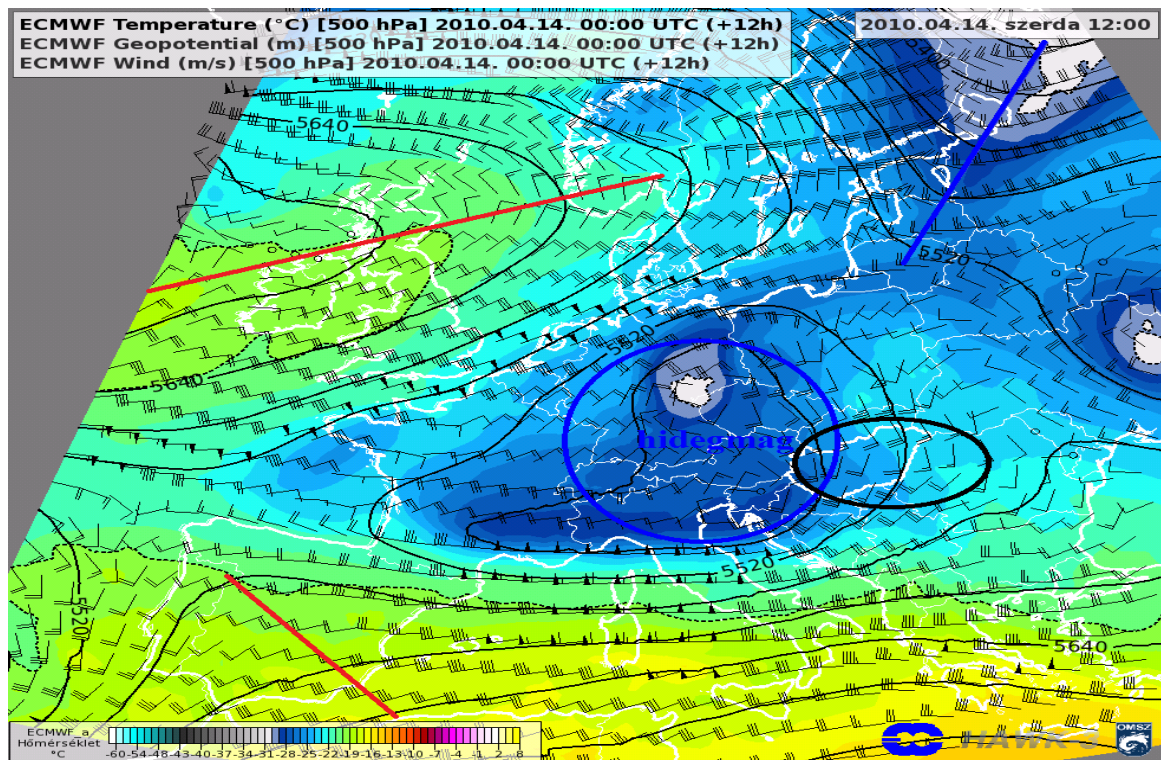 ECMWF Temperature (°C) [500 hPa] 2010.04.14. 00:00 UTC (+12h)
ECMWF Geopotential (m) [500 hPa] 2010.04.14. 00:00 UTC (+12h)
ECMWF Wind (m/s) [500 hPa] 2010.04.14. 00:00 UTC (+12h)
2010.04.14. szerda 12:00
5640
5520
5520
5640
hidegmag
5520
5520
5640
ECMWF_a
Hőmérséklet
°C
-60-54-48-43-40-37-34-31-28-25-22-19-16-13-10 -7 -4 -1 2 5 8
HAWK-3
OMSZ